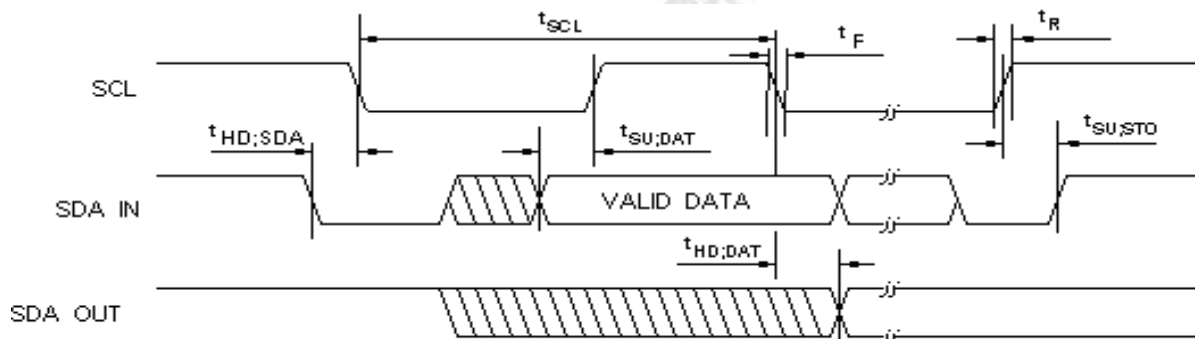 tSCL
tF
tR
SCL
tHD;SDA
tSU;DAT
tSU;STO
SDA IN
VALID DATA
tHD;DAT
SDA OUT